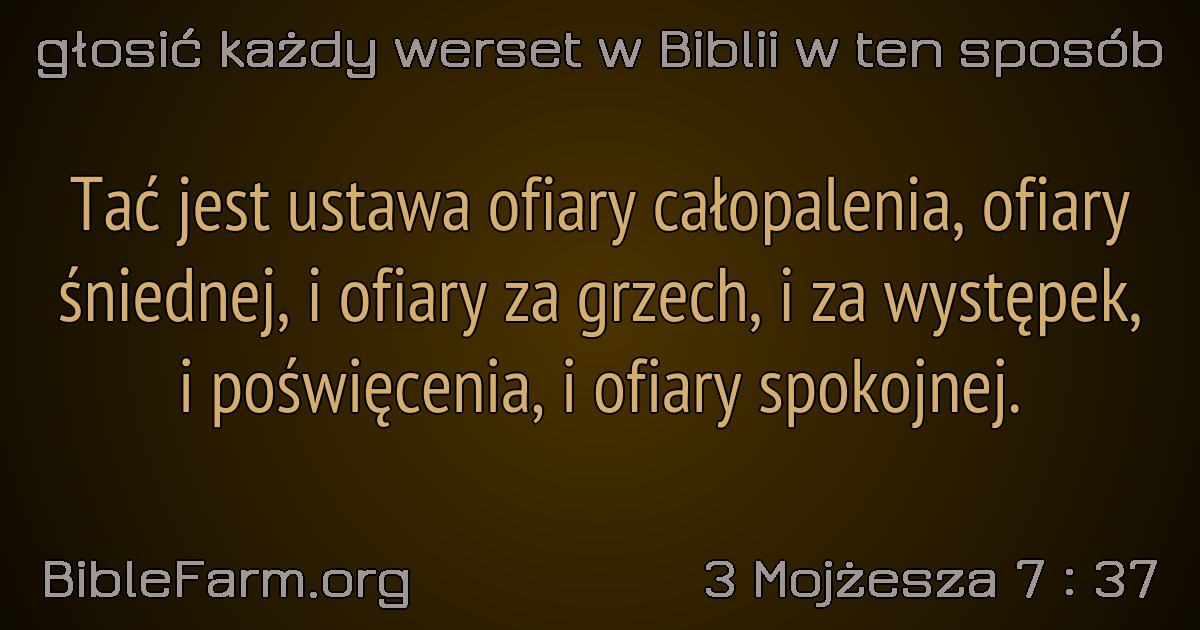 głosić każdy werset w Biblii w ten sposób
Tać jest ustawa ofiary całopalenia, ofiary
śniednej, i ofiary za grzech, i za występek,
i poświęcenia, i ofiary spokojnej.
BibleFarm.org
3 Mojżesza 7 : 37